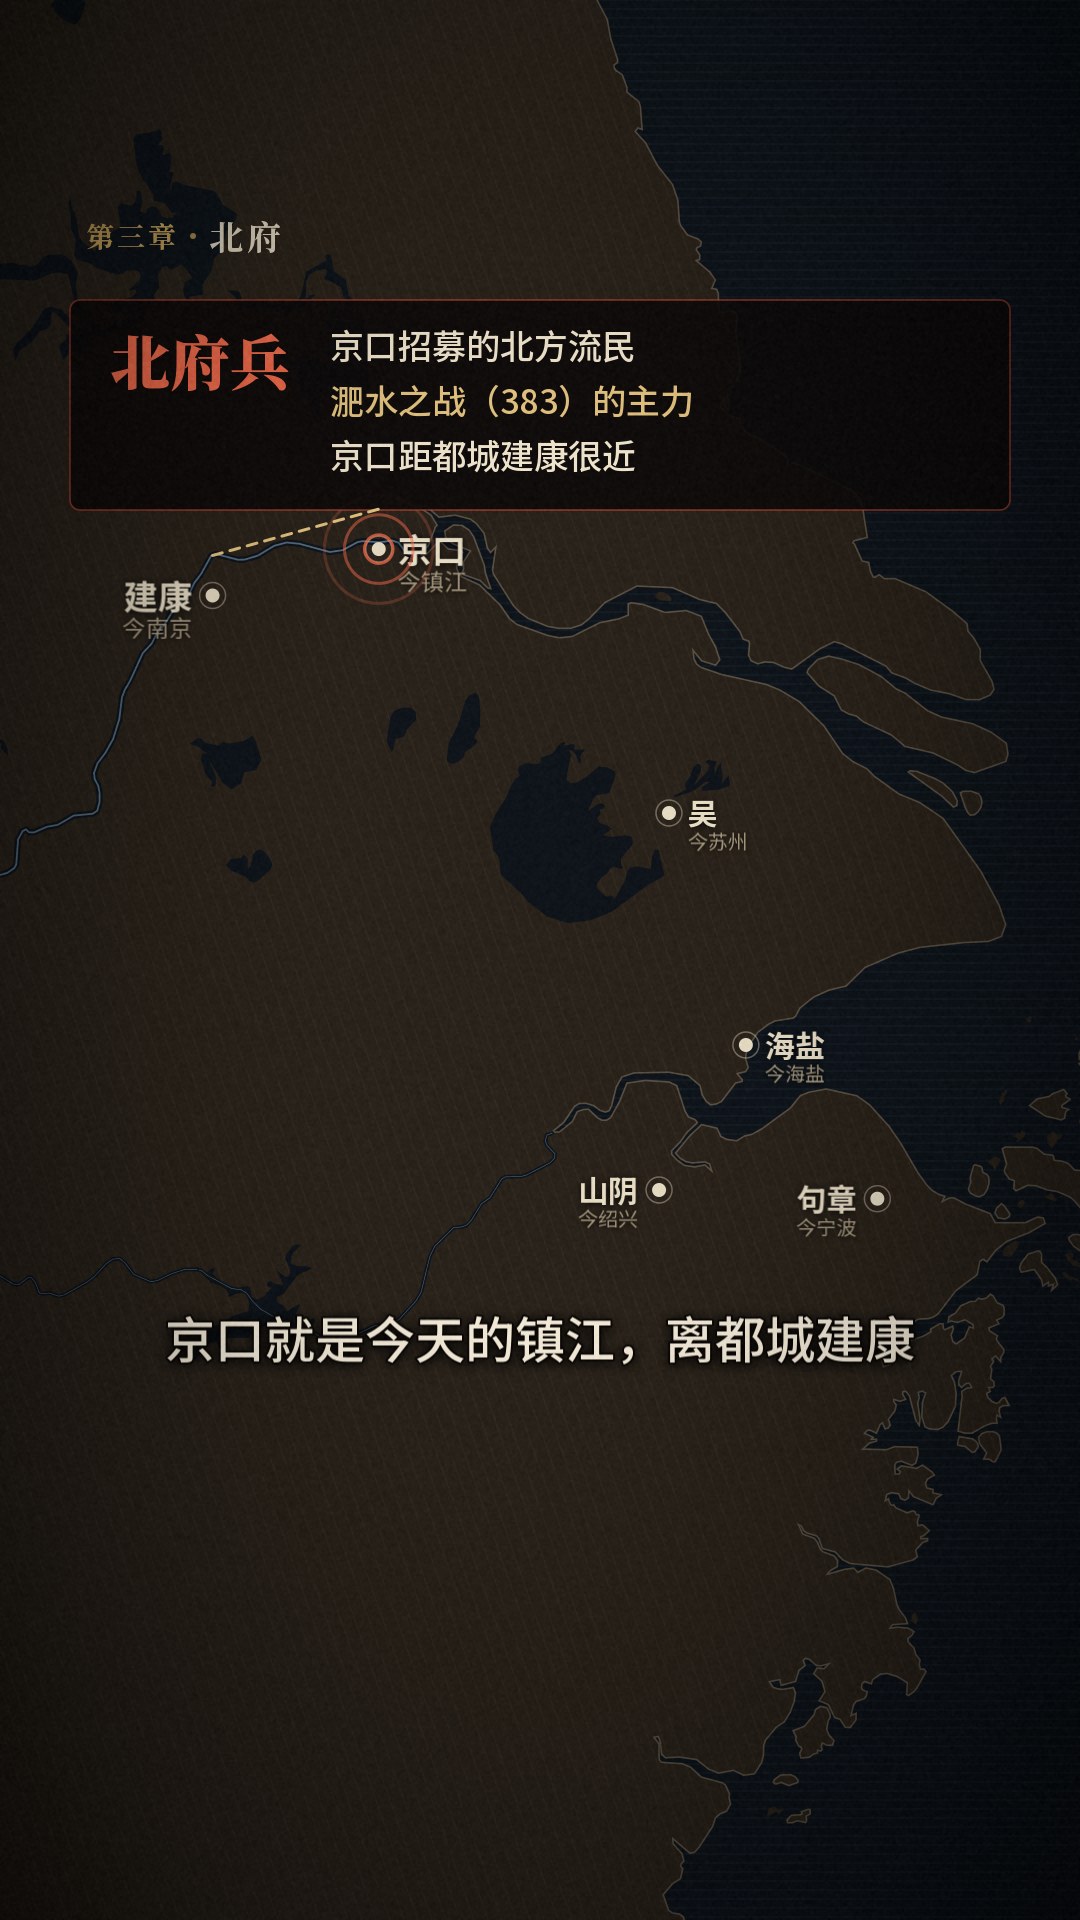 第三章·北府
北府兵
京口招募的北方流民
淝水之战（383）的主力
京口距都城建康很近
京口
今镇江
建康
今南京
吴
今苏州
海盐
今海盐
山阴
今绍兴
句章
今宁波
京口就是今天的镇江，离都城建康